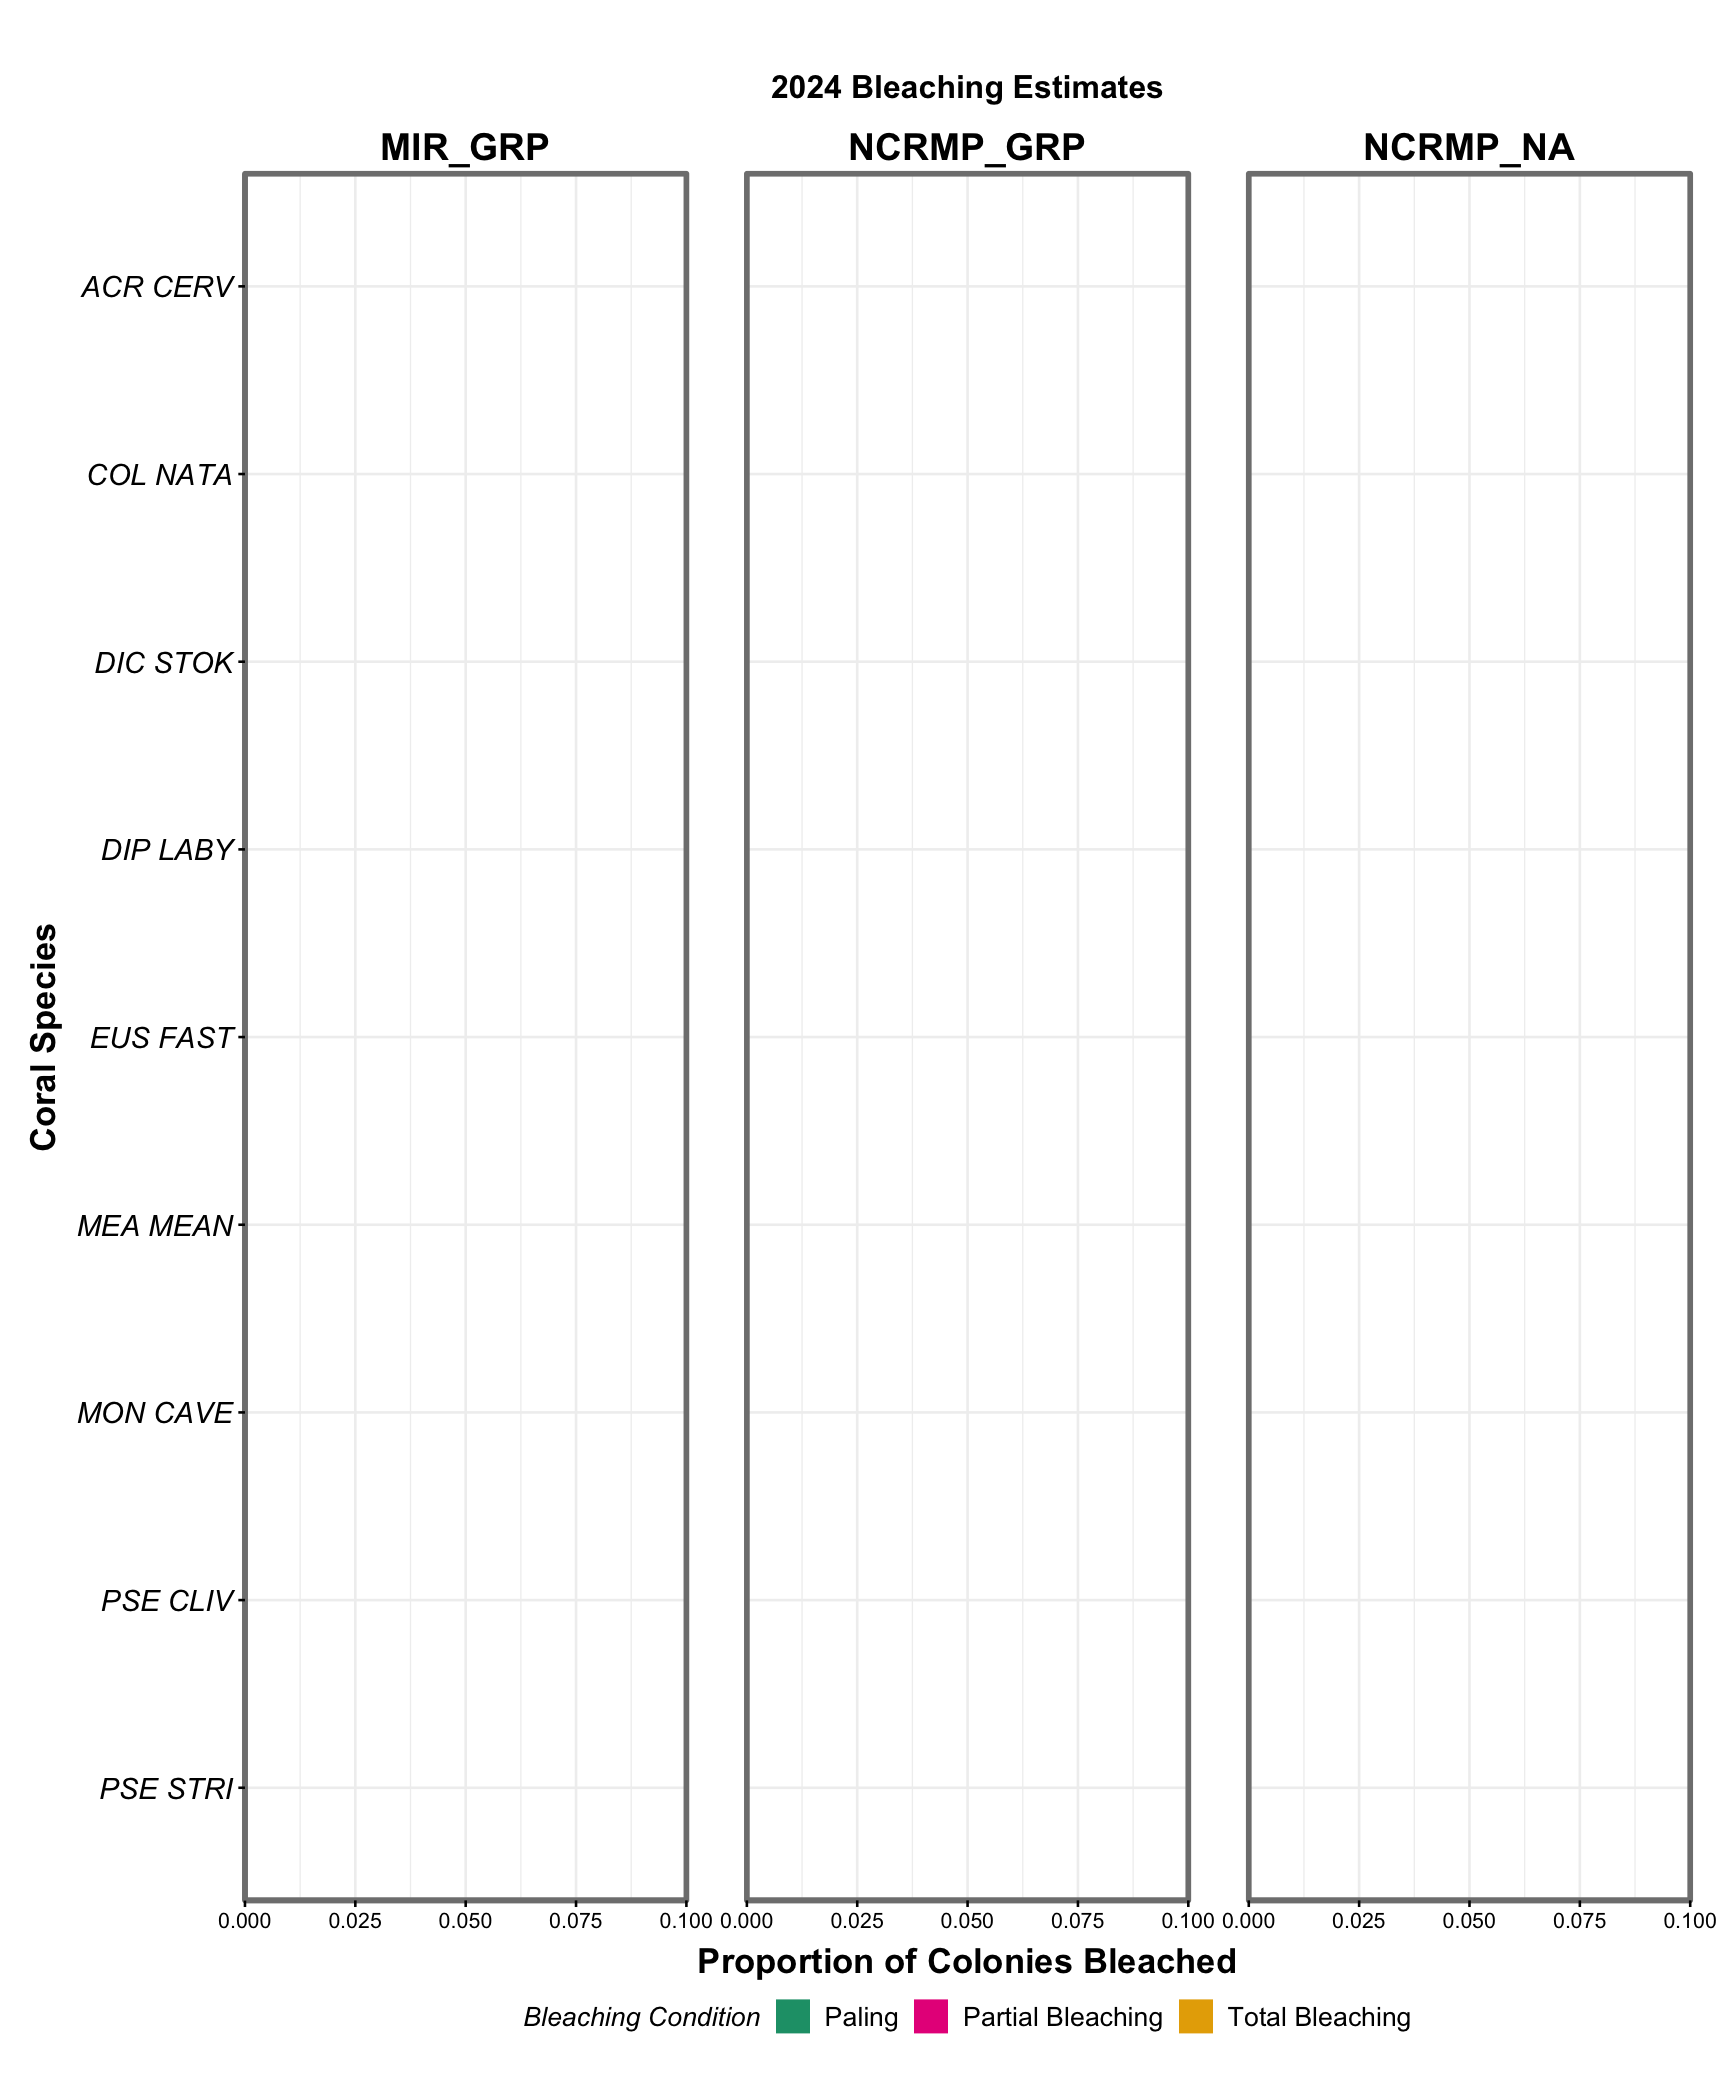 2024 Bleaching Estimates
MIR_GRP NCRMP_GRP NCRMP_NA
ACR CERV
COL NATA
DIC STOK
DIP LABY
EUS FAST
MEA MEAN
MON CAVE
PSE CLIV
PSE STRI
Coral Species
0.000 0.025 0.050 0.075 0.100 0.000 0.025 0.050 0.075 0.100 0.000 0.025 0.050 0.075 0.100
Proportion of Colonies Bleached
Bleaching Condition Paling Partial Bleaching Total Bleaching